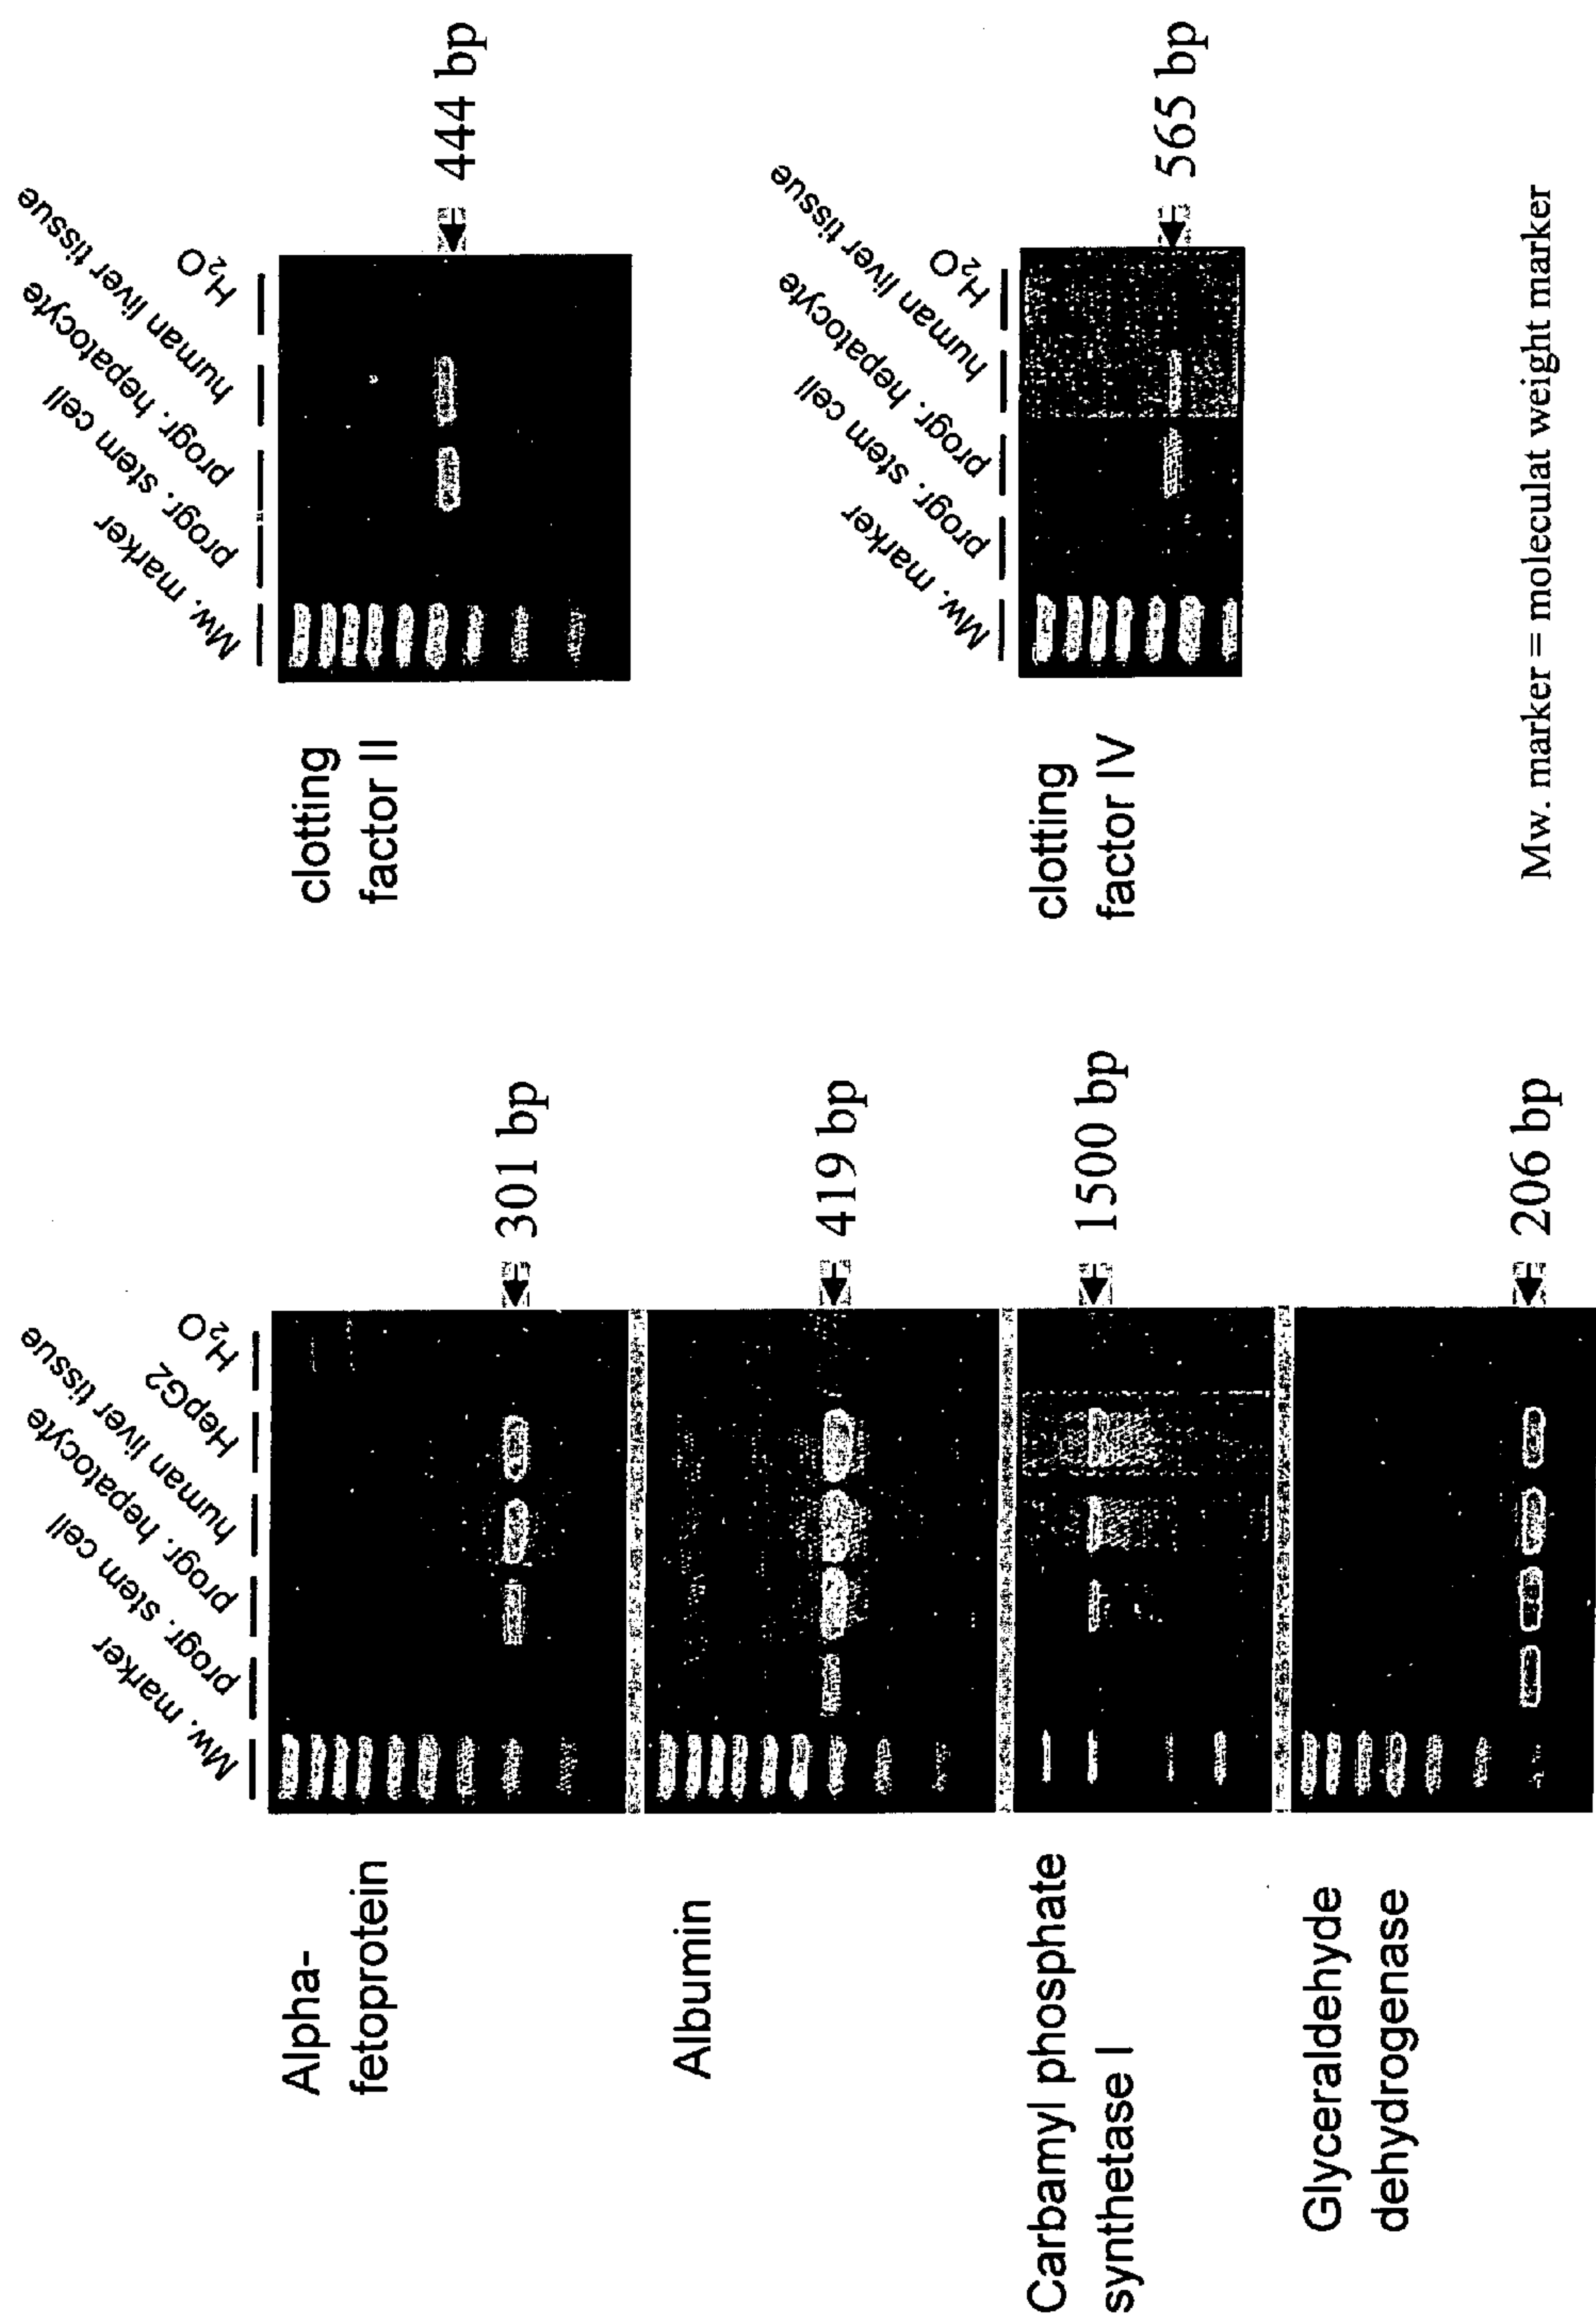 Mw. marker
progr. stem cell
progr. hepatocyte
human liver tissue
HepG2
H₂O
Alpha-
fetoprotein
301 bp
Albumin
419 bp
Carbamyl phosphate
synthetase I
1500 bp
Glyceraldehyde
dehydrogenase
206 bp
Mw. marker
progr. stem cell
progr. hepatocyte
human liver tissue
H₂O
clotting
factor II
444 bp
Mw. marker
progr. stem cell
progr. hepatocyte
human liver tissue
H₂O
clotting
factor IV
565 bp
Mw. marker = moleculat weight marker